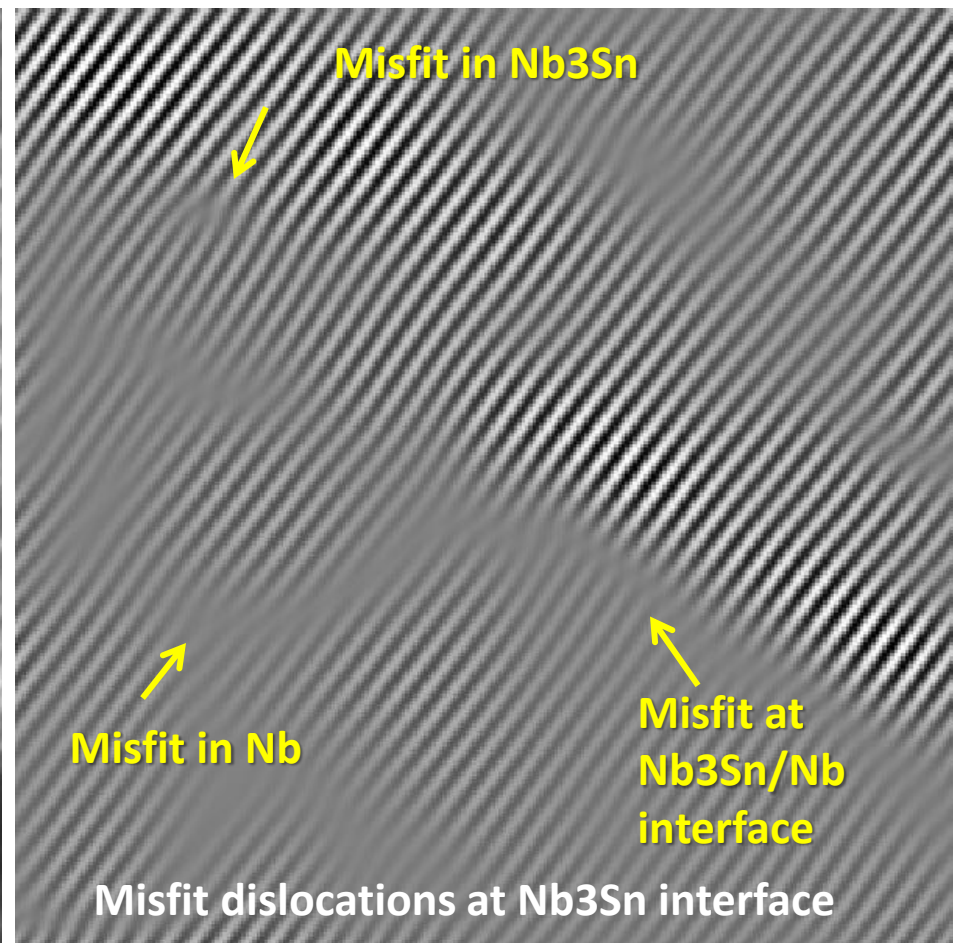 Misfit in Nb3Sn
Misfit in Nb
Misfit at
Nb3Sn/Nb
interface
Misfit dislocations at Nb3Sn interface